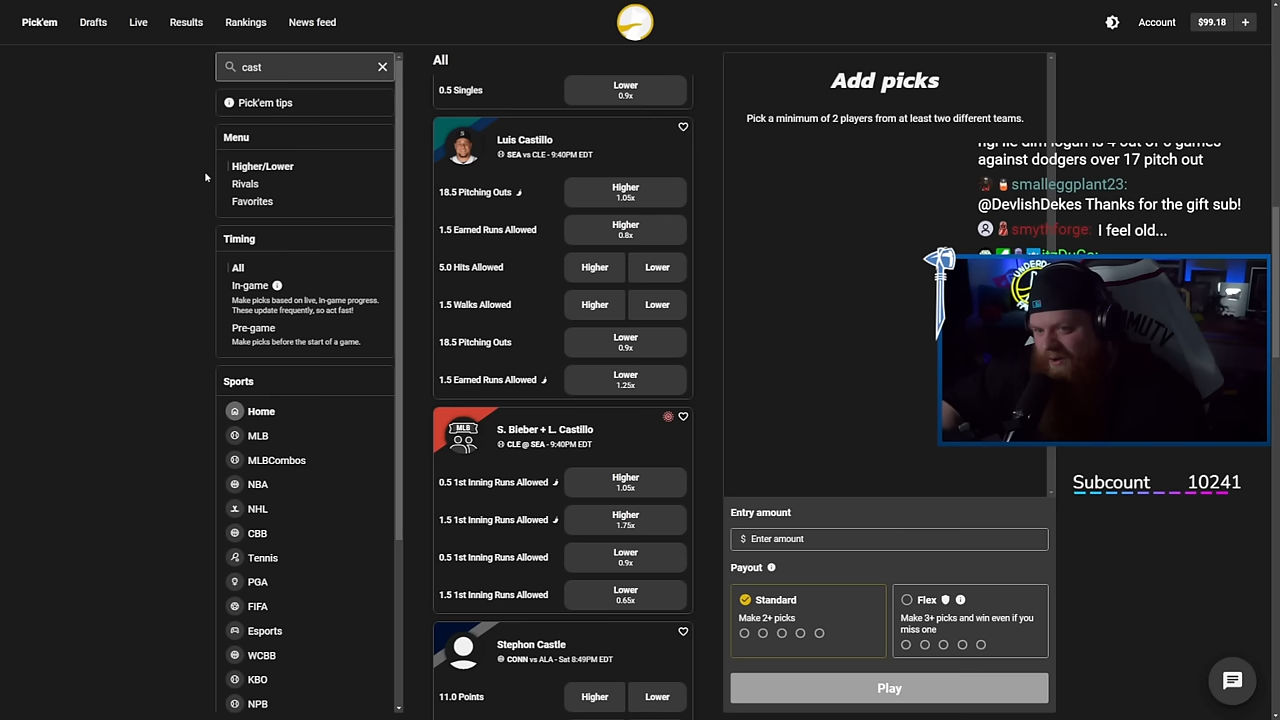 Pick'em
Drafts
Live
Results
Rankings
News feed
Account
$99.18
+
cast
Pick'em tips
Menu
Higher/Lower
Rivals
Favorites
Timing
All
In-game
Make picks based on live, in-game progress.
These update frequently, so act fast!
Pre-game
Make picks before the start of a game.
Sports
Home
MLB
MLBCombos
NBA
NHL
CBB
Tennis
PGA
FIFA
Esports
WCBB
KBO
NPB
All
0.5 Singles
Lower
0.9x
Luis Castillo
SEA vs CLE - 9:40PM EDT
18.5 Pitching Outs
Higher
1.05x
1.5 Earned Runs Allowed
Higher
0.8x
5.0 Hits Allowed
Higher
Lower
1.5 Walks Allowed
Higher
Lower
18.5 Pitching Outs
Lower
0.9x
1.5 Earned Runs Allowed
Lower
1.25x
MLB
S. Bieber + L. Castillo
CLE @ SEA - 9:40PM EDT
0.5 1st Inning Runs Allowed
Higher
1.05x
1.5 1st Inning Runs Allowed
Higher
1.75x
0.5 1st Inning Runs Allowed
Lower
0.9x
1.5 1st Inning Runs Allowed
Lower
0.65x
Stephon Castle
CONN vs ALA - Sat 8:49PM EDT
11.0 Points
Higher
Lower
Add picks
Pick a minimum of 2 players from at least two different teams.
against dodgers over 17 pitch out
smalleggplant23:
@DevlishDekes Thanks for the gift sub!
smythforge: I feel old...
Subcount 10241
Entry amount
$ Enter amount
Payout
Standard
Make 2+ picks
Flex
Make 3+ picks and win even if you
miss one
Play